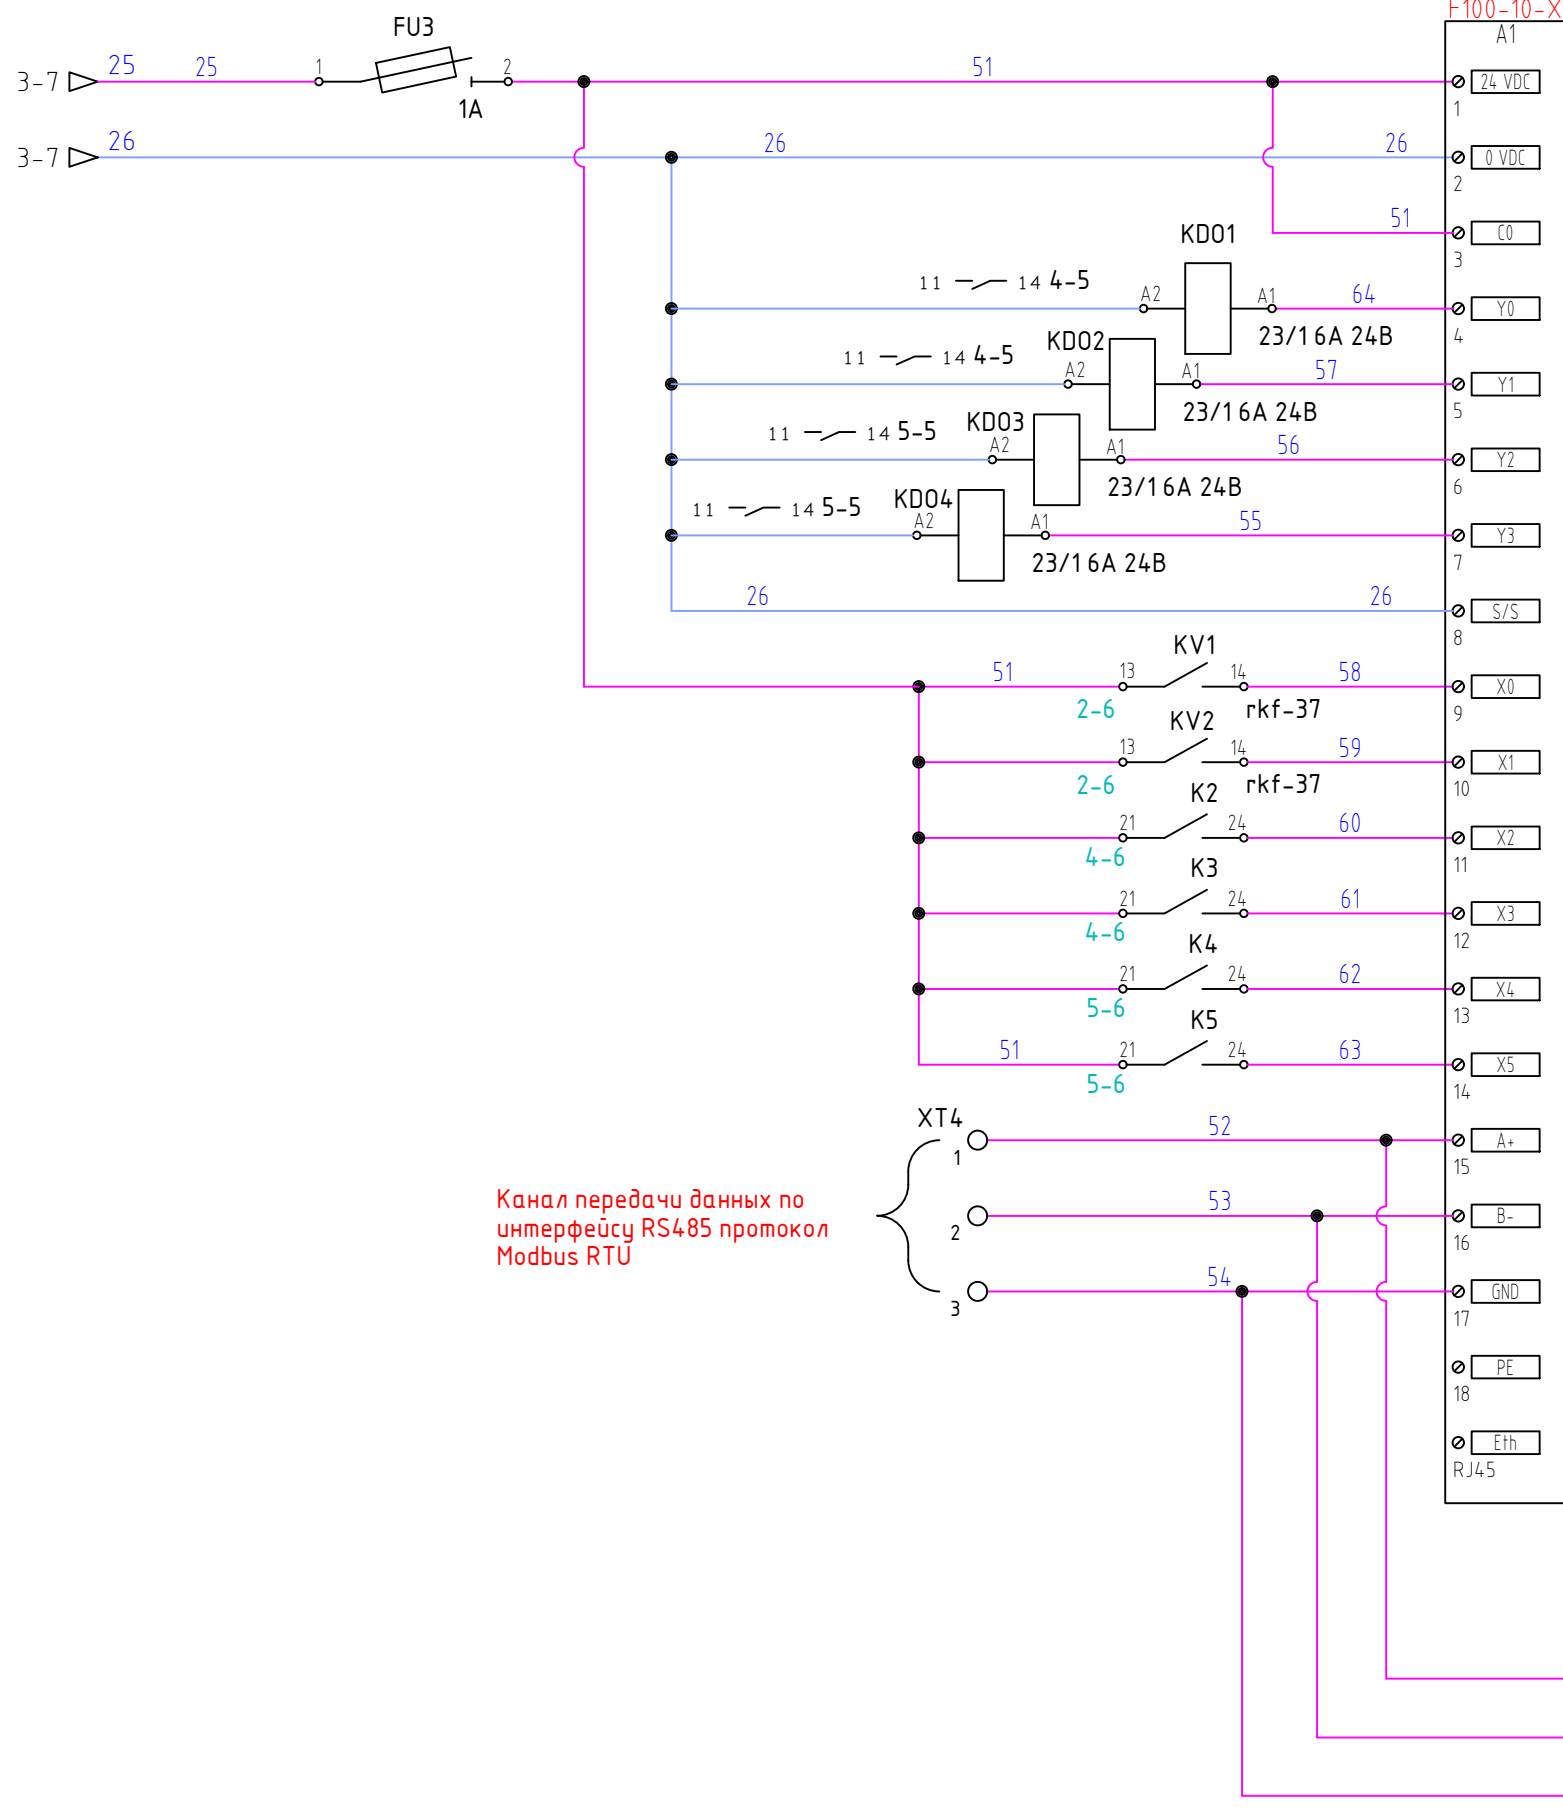 F100-10-X
A1
FU3
3-7 25 25 1 2 51 24 VDC
1A 1
3-7 26 26 26 0 VDC
2
51 C0
KDO1 3
11 14 4-5 A2 A1 64 Y0
23/1 6A 24В 4
KDO2
11 14 4-5 A2 A1 57 Y1
23/1 6A 24В 5
KDO3
11 14 5-5 A2 A1 56 Y2
23/1 6A 24В 6
KDO4
11 14 5-5 A2 A1 55 Y3
23/1 6A 24В 7
26 26 S/S
8
KV1
51 13 14 58 X0
2-6 rkf-37 9
KV2
13 14 59 X1
2-6 rkf-37 10
K2
21 24 60 X2
4-6 11
K3
21 24 61 X3
4-6 12
K4
21 24 62 X4
5-6 13
K5
51 21 24 63 X5
5-6 14
XT4
1 52 A+
15
Канал передачи данных по
интерфейсу RS485 протокол
Modbus RTU
2 53 B-
16
3 54 GND
17
PE
18
Eth
RJ45